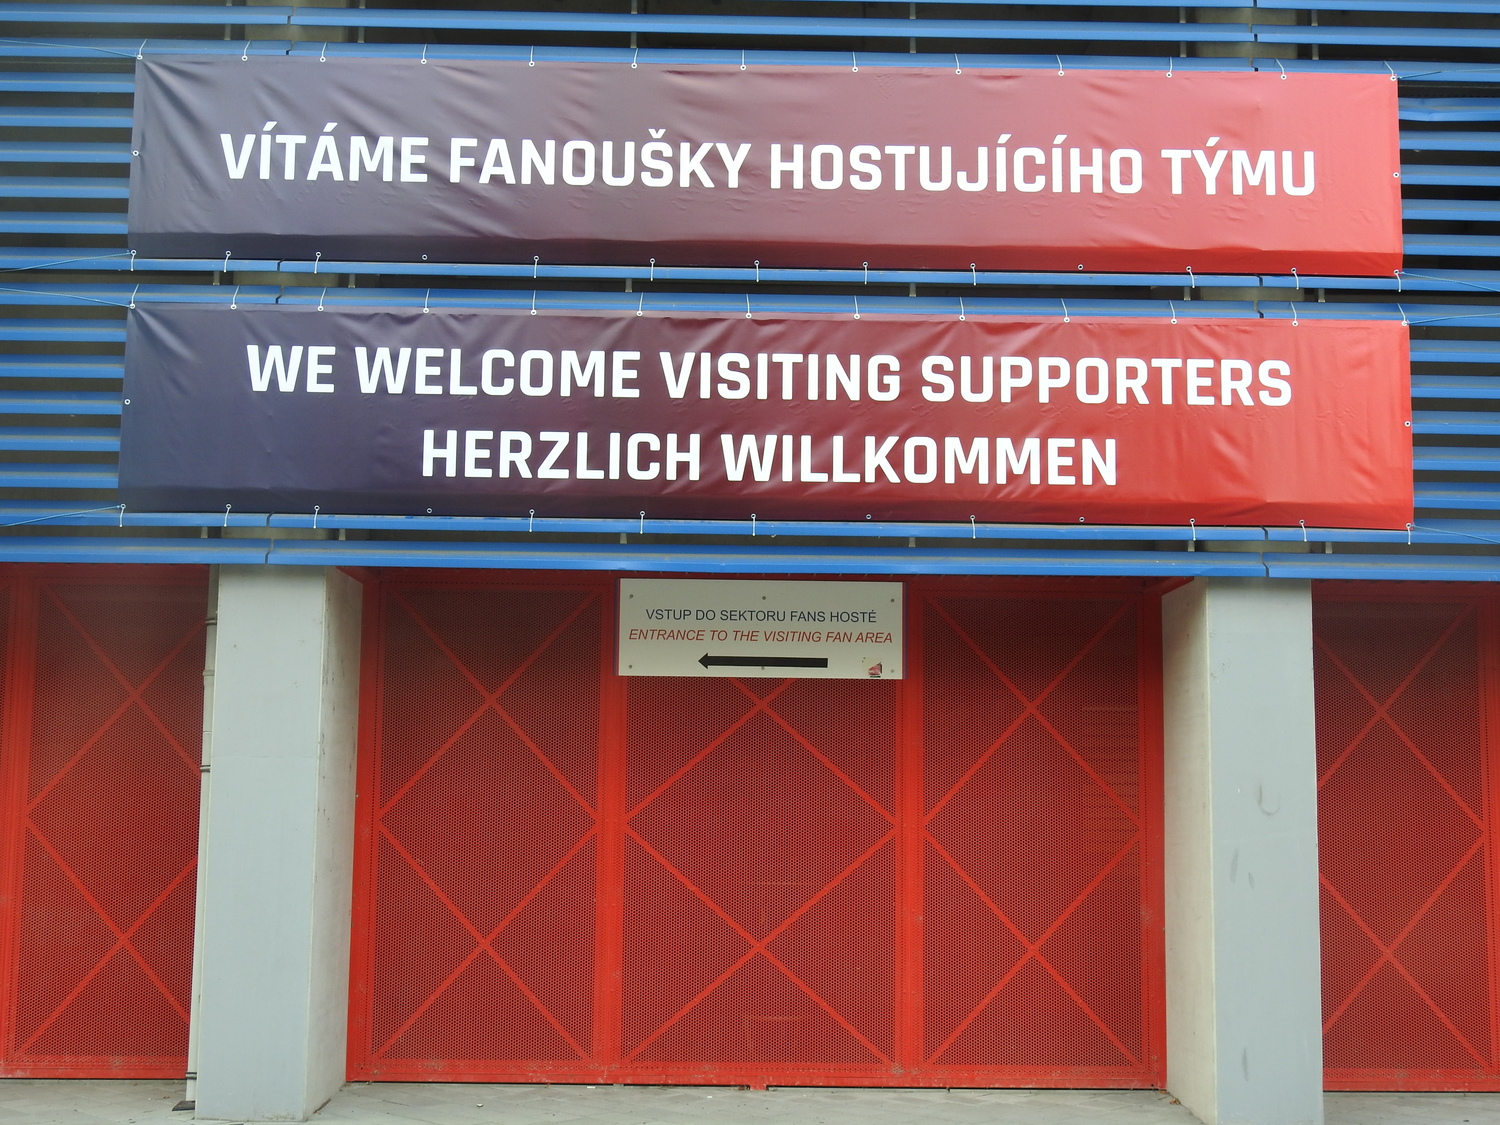 VÍTÁME FANOUŠKY HOSTUJÍCÍHO TÝMU
WE WELCOME VISITING SUPPORTERS
HERZLICH WILLKOMMEN
VSTUP DO SEKTORU FANS HOSTÉ
ENTRANCE TO THE VISITING FAN AREA